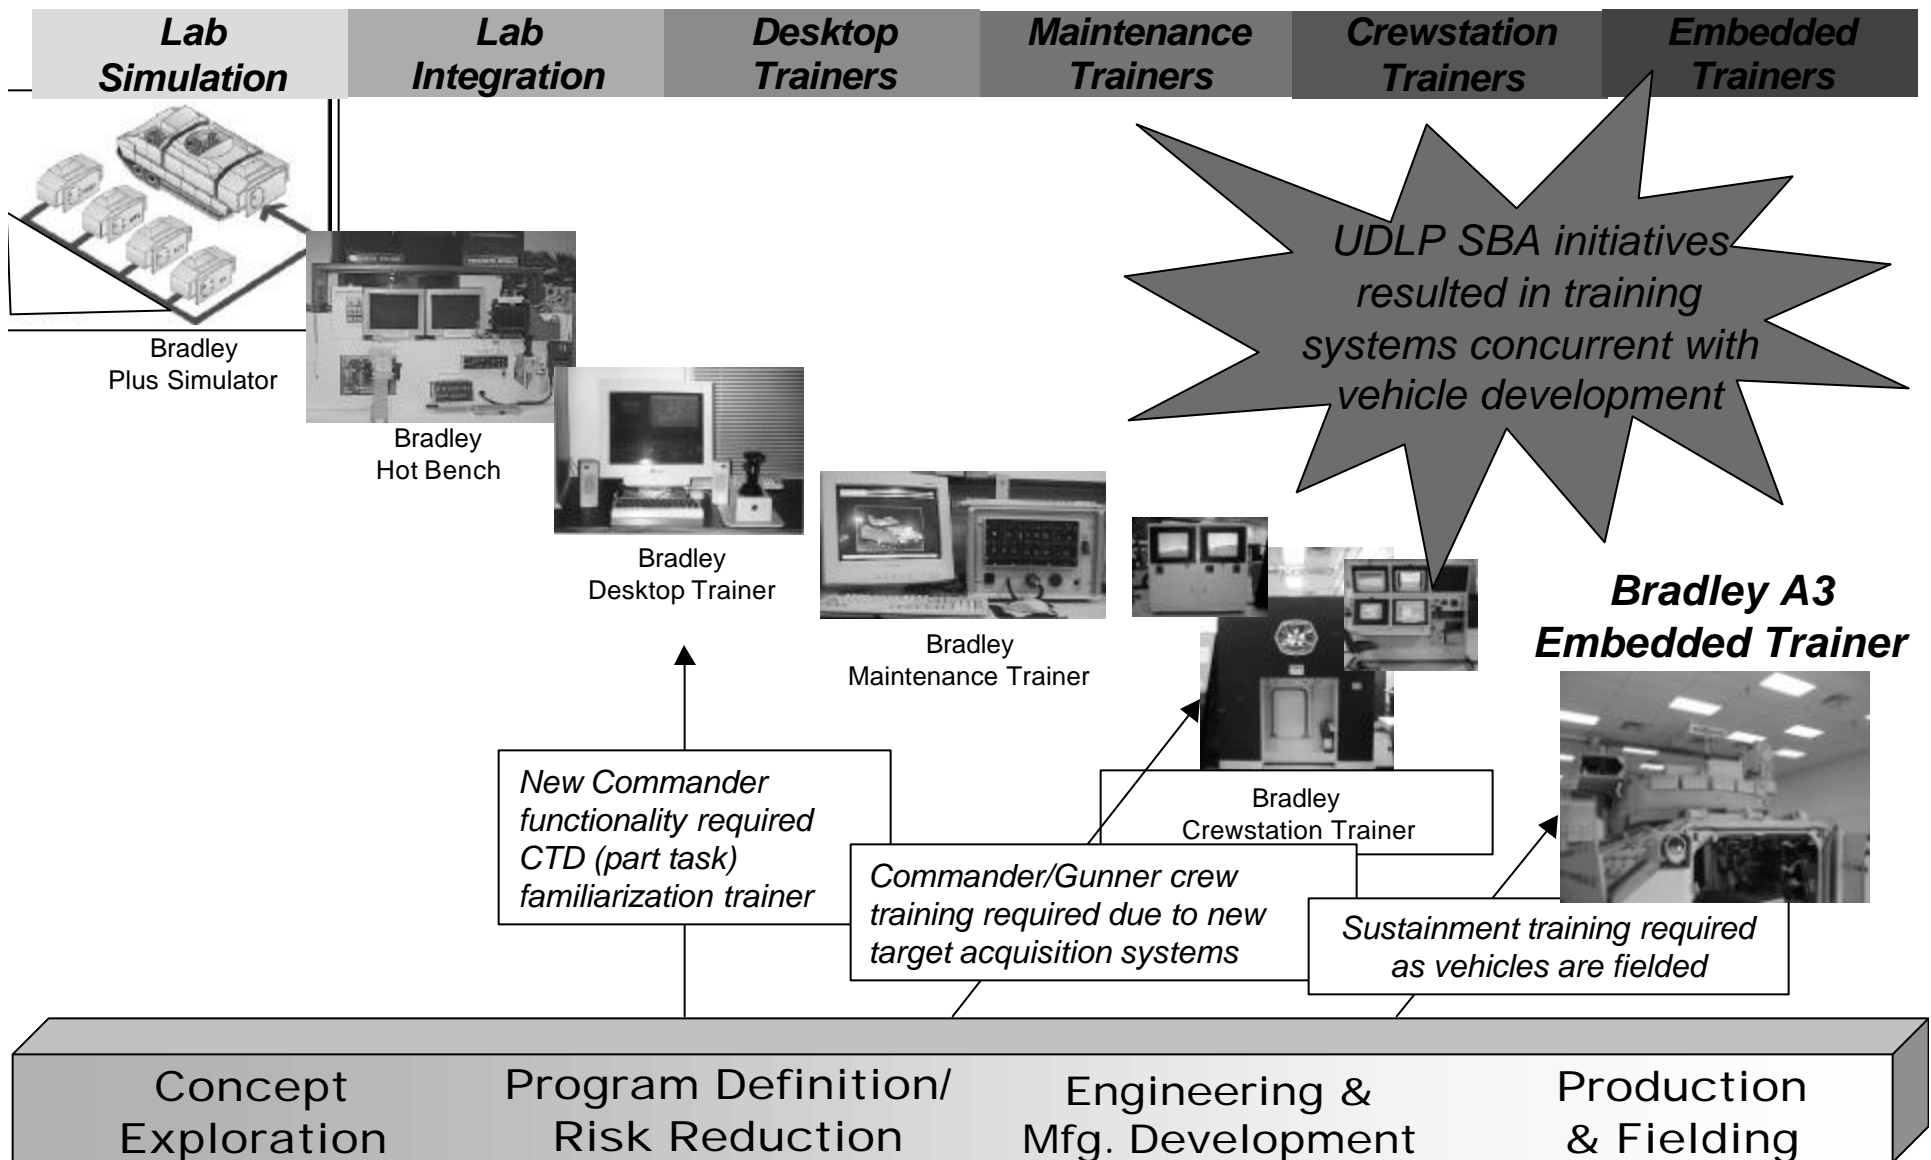 Lab
Simulation
Lab
Integration
Desktop
Trainers
Maintenance
Trainers
Crewstation
Trainers
Embedded
Trainers
UDLP SBA initiatives
resulted in training
systems concurrent with
vehicle development
Bradley
Plus Simulator
Bradley
Hot Bench
Bradley
Desktop Trainer
Bradley
Maintenance Trainer
Bradley A3
Embedded Trainer
New Commander
functionality required
CTD (part task)
familiarization trainer
Bradley
Crewstation Trainer
Commander/Gunner crew
training required due to new
target acquisition systems
Sustainment training required
as vehicles are fielded
Concept
Exploration
Program Definition/
Risk Reduction
Engineering &
Mfg. Development
Production
& Fielding